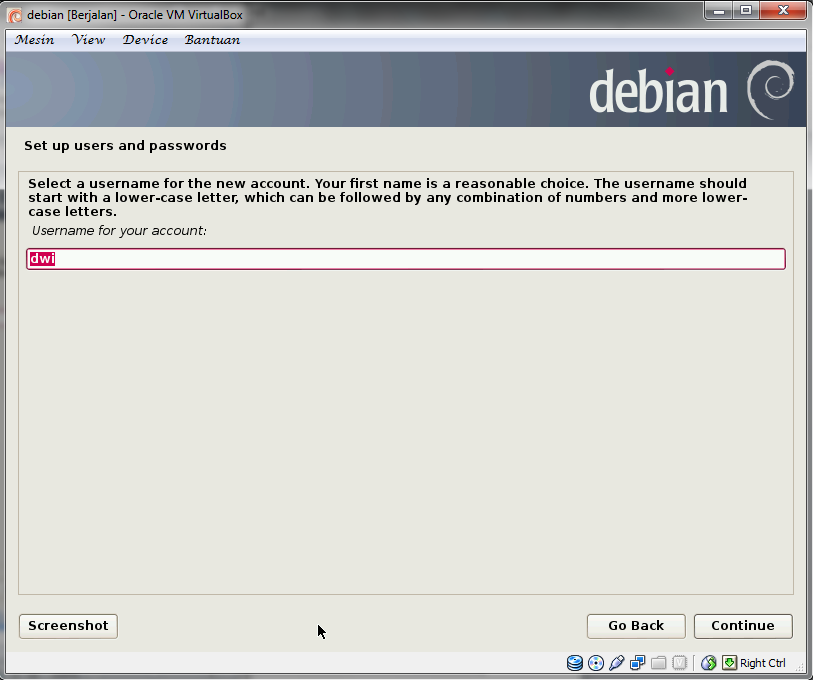 debian [Berjalan] - Oracle VM VirtualBox
Mesin View Device Bantuan
debian
Set up users and passwords
Select a username for the new account. Your first name is a reasonable choice. The username should
start with a lower-case letter, which can be followed by any combination of numbers and more lower-
case letters.
Username for your account:
dwi
Screenshot Go Back Continue
Right Ctrl